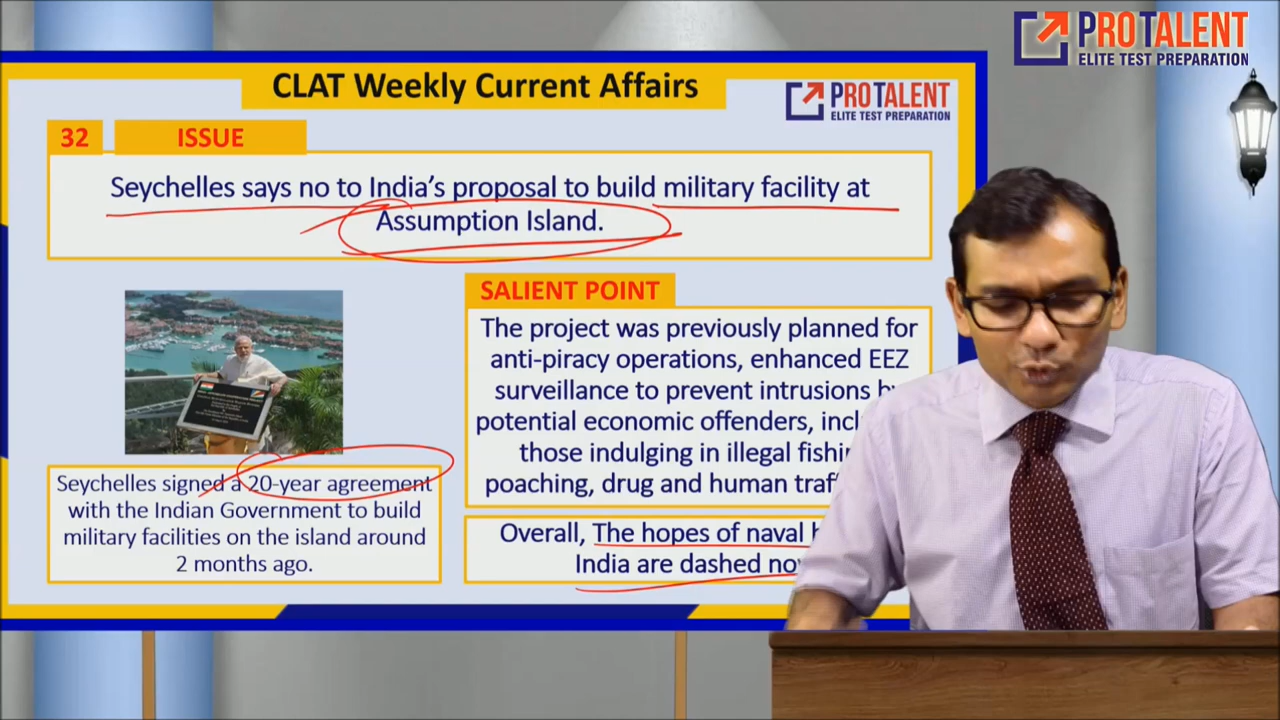 PROTALENT
ELITE TEST PREPARATION
CLAT Weekly Current Affairs
PROTALENT
ELITE TEST PREPARATION
32
ISSUE
Seychelles says no to India's proposal to build military facility at
Assumption Island.
Seychelles signed a 20-year agreement
with the Indian Government to build
military facilities on the island around
2 months ago.
SALIENT POINT
The project was previously planned for
anti-piracy operations, enhanced EEZ
surveillance to prevent intrusions
potential economic offenders,
those indulging in illegal
poaching, drug and human
Overall, The hopes of naval
India are dashed